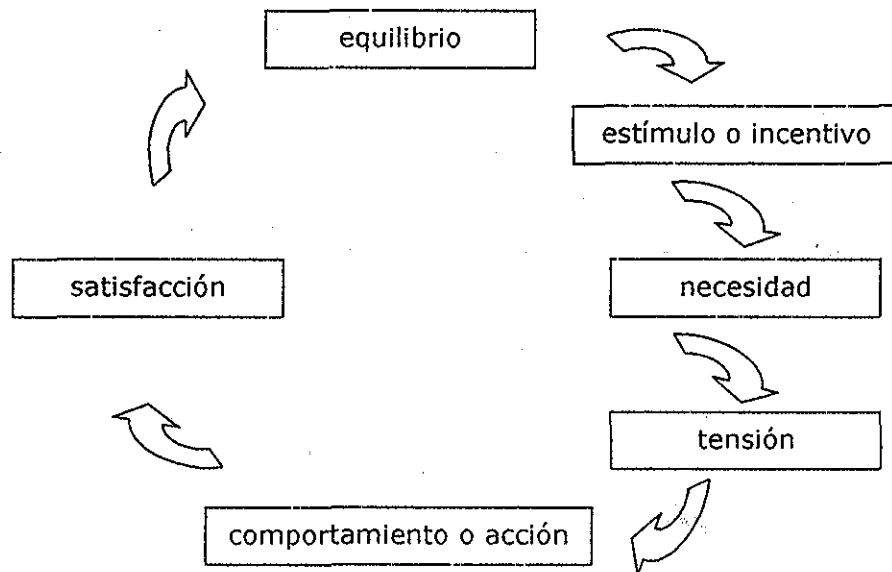 equilibrio
estímulo o incentivo
necesidad
tensión
comportamiento o acción
satisfacción